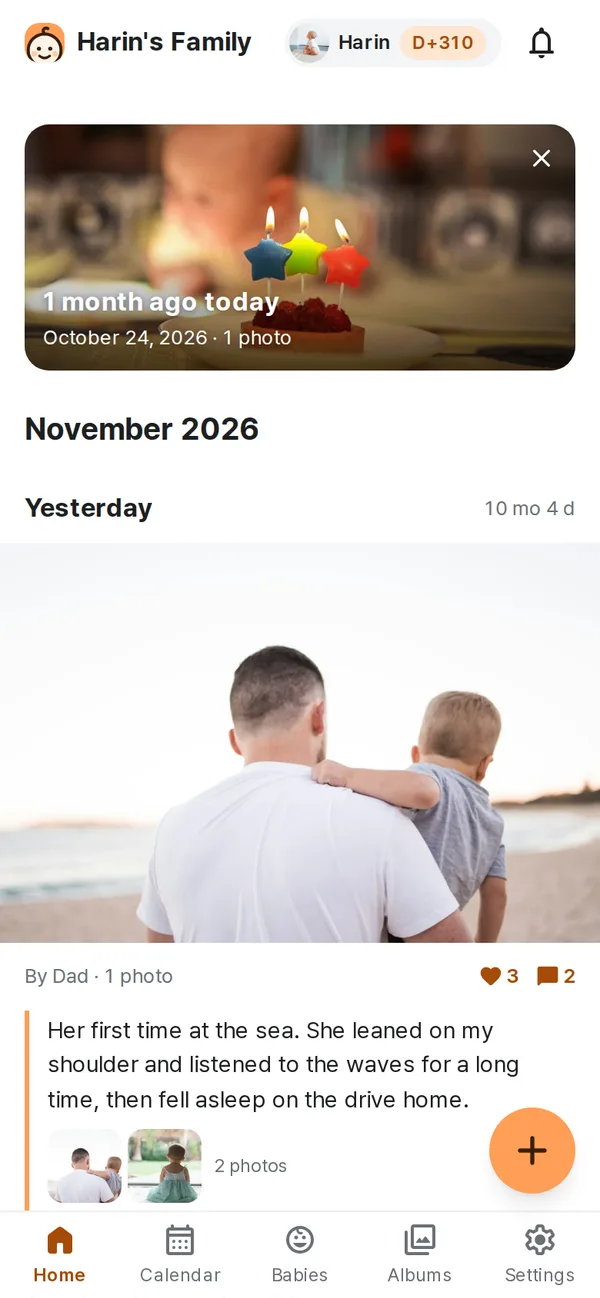 Harin's Family
Harin
D+310
1 month ago today
October 24, 2026 · 1 photo
November 2026
Yesterday
10 mo 4 d
By Dad · 1 photo
3
2
Her first time at the sea. She leaned on my
shoulder and listened to the waves for a long
time, then fell asleep on the drive home.
2 photos
Home
Calendar
Babies
Albums
Settings